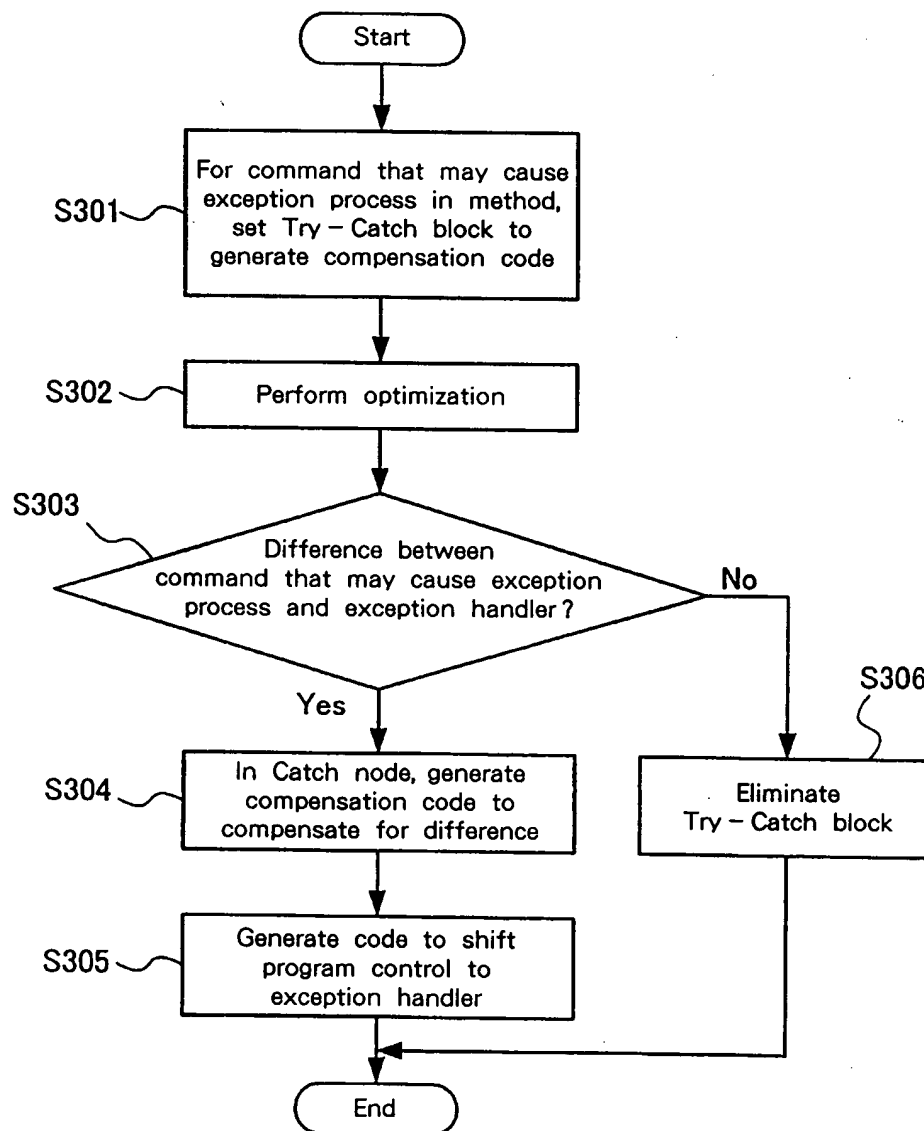 Start
S301
For command that may cause
exception process in method,
set Try-Catch block to
generate compensation code
S302
Perform optimization
S303
Difference between
command that may cause exception
process and exception handler?
No
Yes
S306
S304
In Catch node, generate
compensation code to
compensate for difference
Eliminate
Try-Catch block
S305
Generate code to shift
program control to
exception handler
End